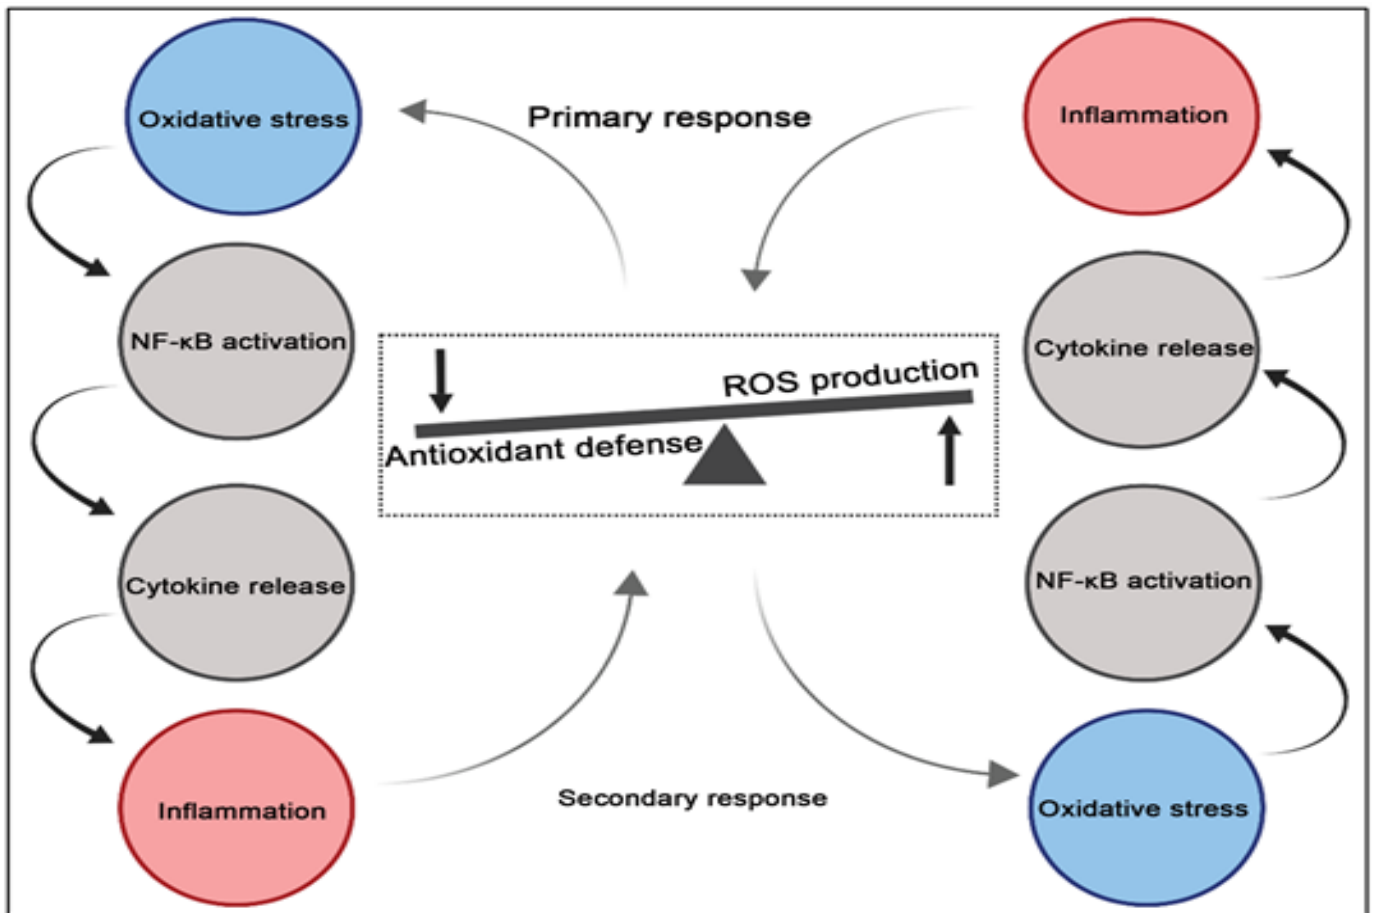 Oxidative stress
Primary response
Inflammation
NF-κB activation
Cytokine release
ROS production
Antioxidant defense
Cytokine release
NF-κB activation
Inflammation
Secondary response
Oxidative stress